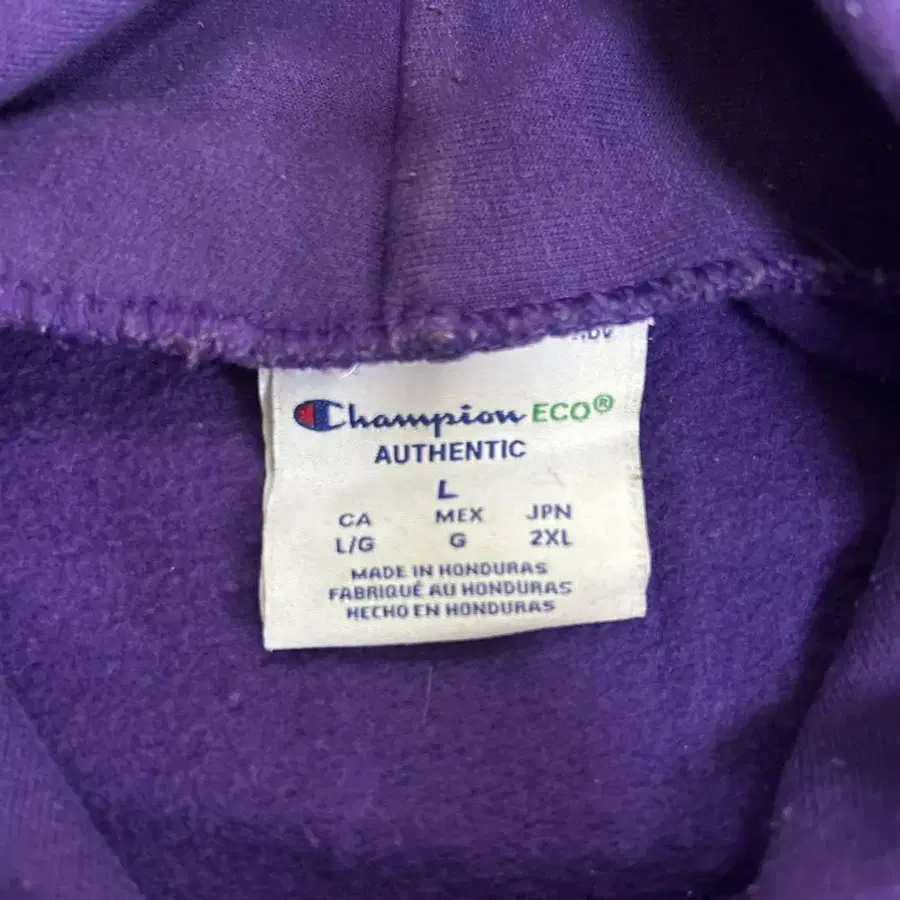 Champion ECO®
AUTHENTIC
L
CA MEX JPN
L/G G 2XL
MADE IN HONDURAS
FABRIQUÉ AU HONDURAS
HECHO EN HONDURAS